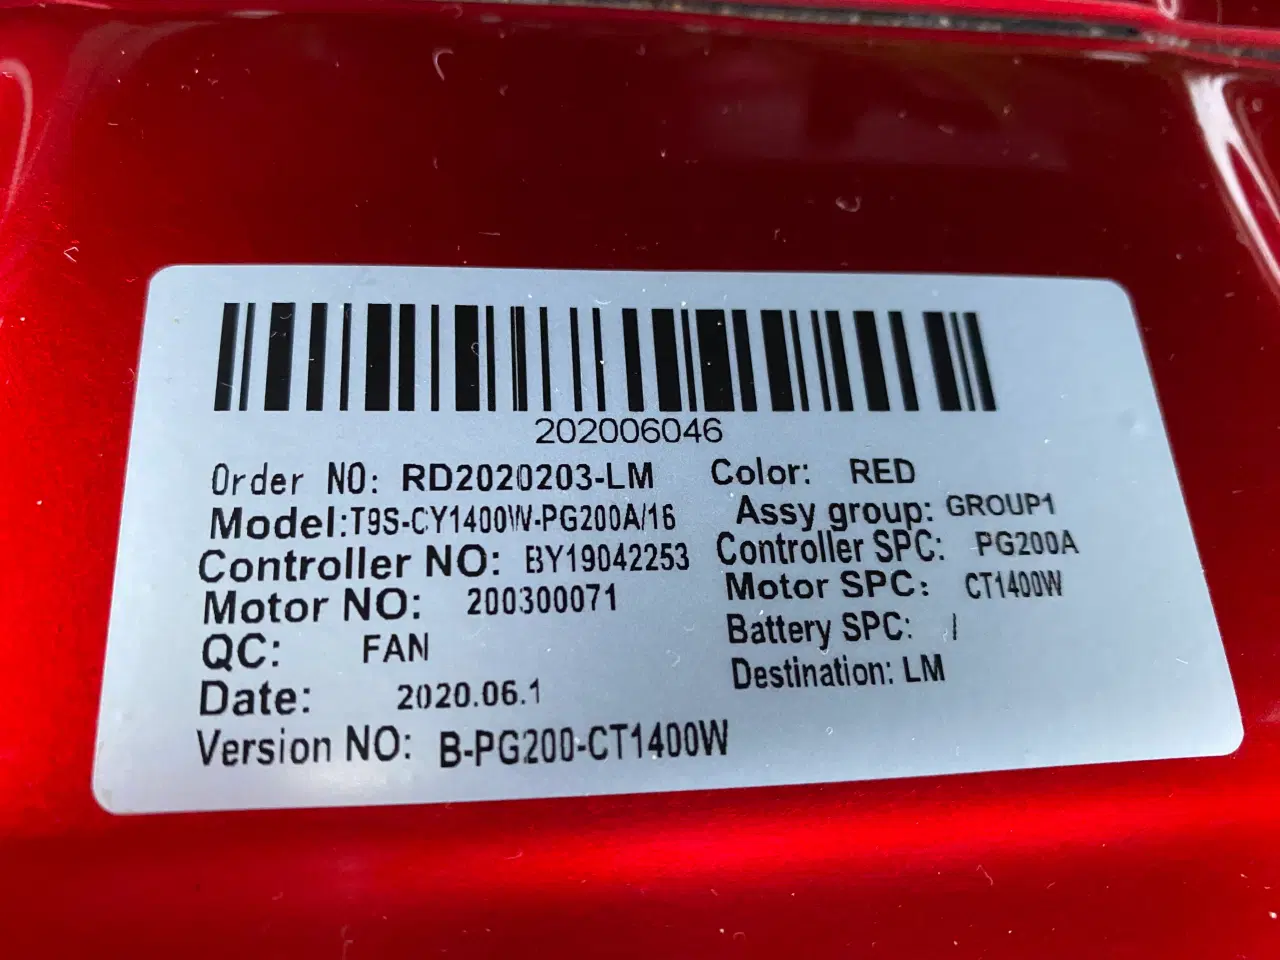 202006046
Order NO: RD2020203-LM Color: RED
Model:T9S-CY1400W-PG200A/16 Assy group: GROUP1
Controller NO: BY19042253 Controller SPC: PG200A
Motor NO: 200300071 Motor SPC: CT1400W
QC: FAN Battery SPC: /
Date: 2020.06.1 Destination: LM
Version NO: B-PG200-CT1400W